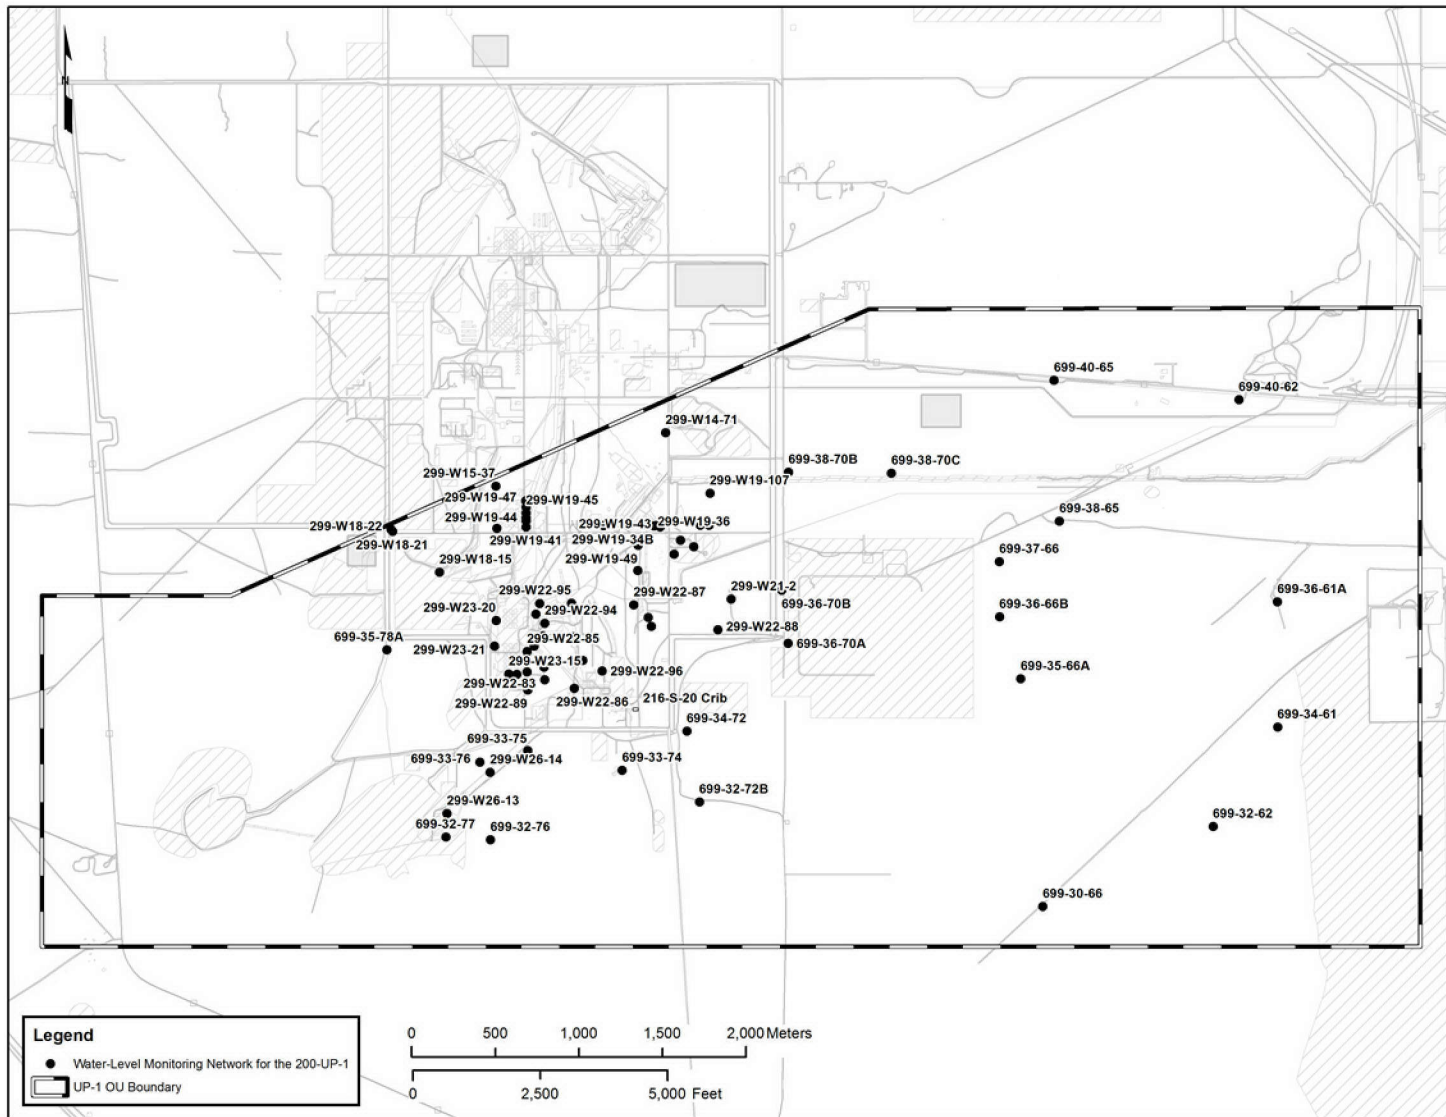 N
699-40-65
699-40-62
299-W14-71
299-W15-37
699-38-70B
699-38-70C
299-W19-107
299-W19-47
299-W19-45
299-W19-44
299-W19-43
299-W19-36
299-W18-22
699-38-65
299-W18-21
299-W19-41
299-W19-34B
299-W19-49
699-37-66
299-W18-15
299-W22-95
299-W22-87
299-W21-2
699-36-61A
299-W23-20
299-W22-94
699-36-70B
699-36-66B
299-W22-88
699-35-78A
299-W23-21
299-W22-85
699-36-70A
299-W23-15
299-W22-96
699-35-66A
299-W22-83
299-W22-89
299-W22-86
216-S-20 Crib
699-34-72
699-34-61
699-33-75
699-33-76
299-W26-14
699-33-74
299-W26-13
699-32-72B
699-32-77
699-32-76
699-32-62
699-30-66
Legend
Water-Level Monitoring Network for the 200-UP-1
UP-1 OU Boundary
0 500 1,000 1,500 2,000 Meters
0 2,500 5,000 Feet